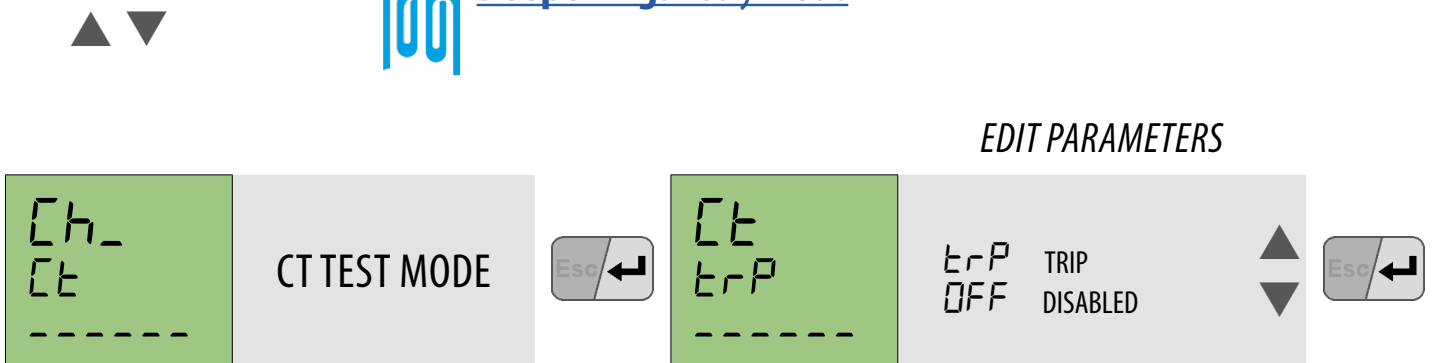 EDIT PARAMETERS
Ch_
Ct
------
CT TEST MODE
Esc
Ct
trP
------
trP TRIP
OFF DISABLED
Esc